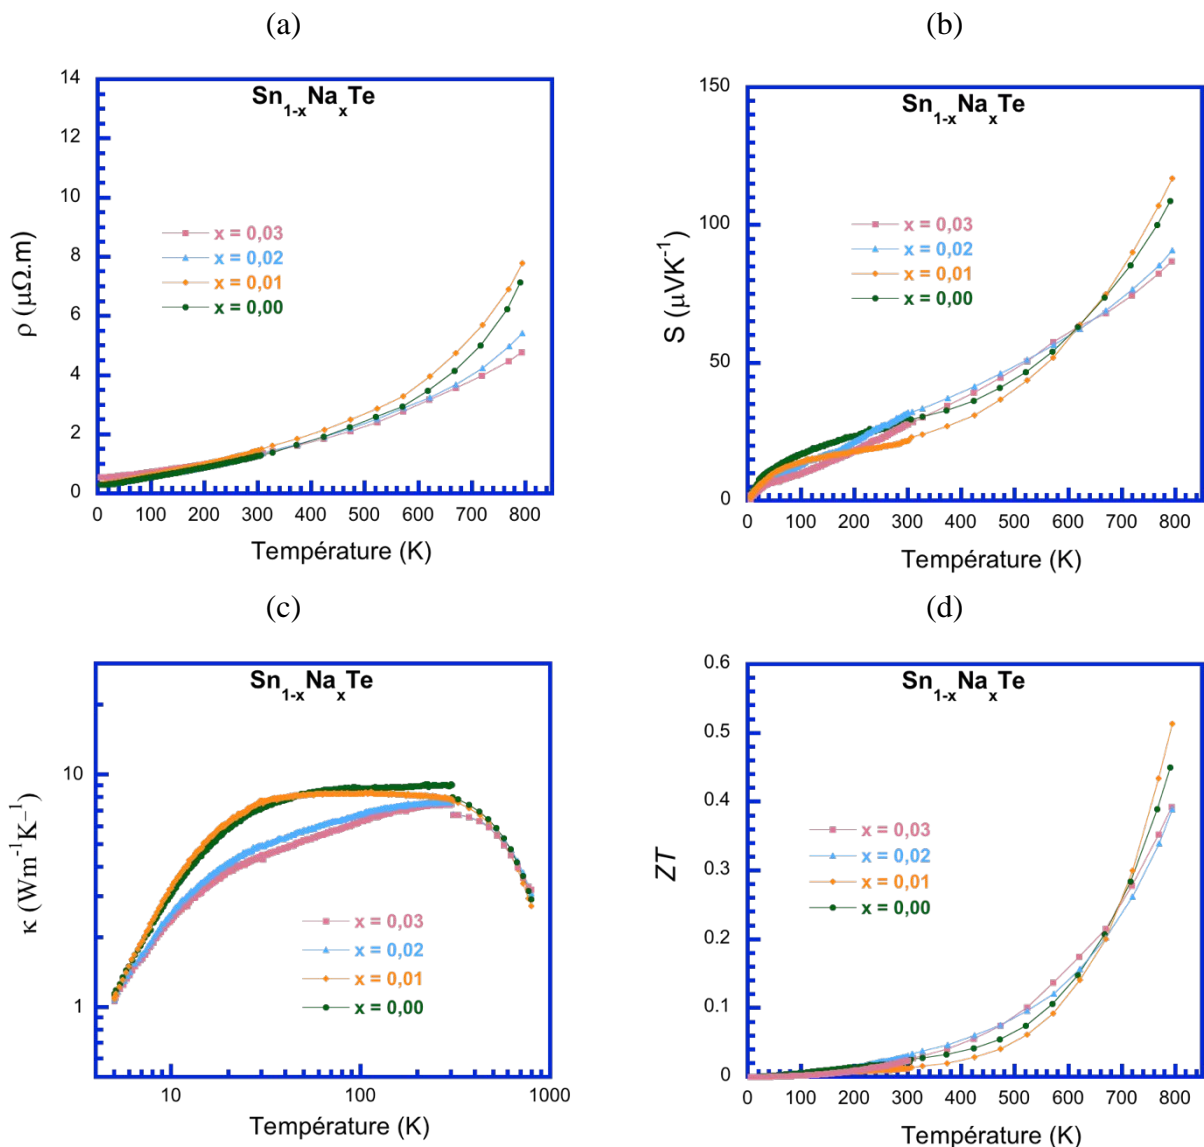 (a)
Sn1-xNaxTe
14
12
10
8
6
4
2
0
ρ (μΩ.m)
x = 0,03
x = 0,02
x = 0,01
x = 0,00
0 100 200 300 400 500 600 700 800
Température (K)
(b)
Sn1-xNaxTe
150
100
50
0
S (μVK⁻¹)
x = 0,03
x = 0,02
x = 0,01
x = 0,00
0 100 200 300 400 500 600 700 800
Température (K)
(c)
Sn1-xNaxTe
10
1
κ (Wm⁻¹K⁻¹)
x = 0,03
x = 0,02
x = 0,01
x = 0,00
10 100 1000
Température (K)
(d)
Sn1-xNaxTe
0.6
0.5
0.4
0.3
0.2
0.1
0
ZT
x = 0,03
x = 0,02
x = 0,01
x = 0,00
0 100 200 300 400 500 600 700 800
Température (K)